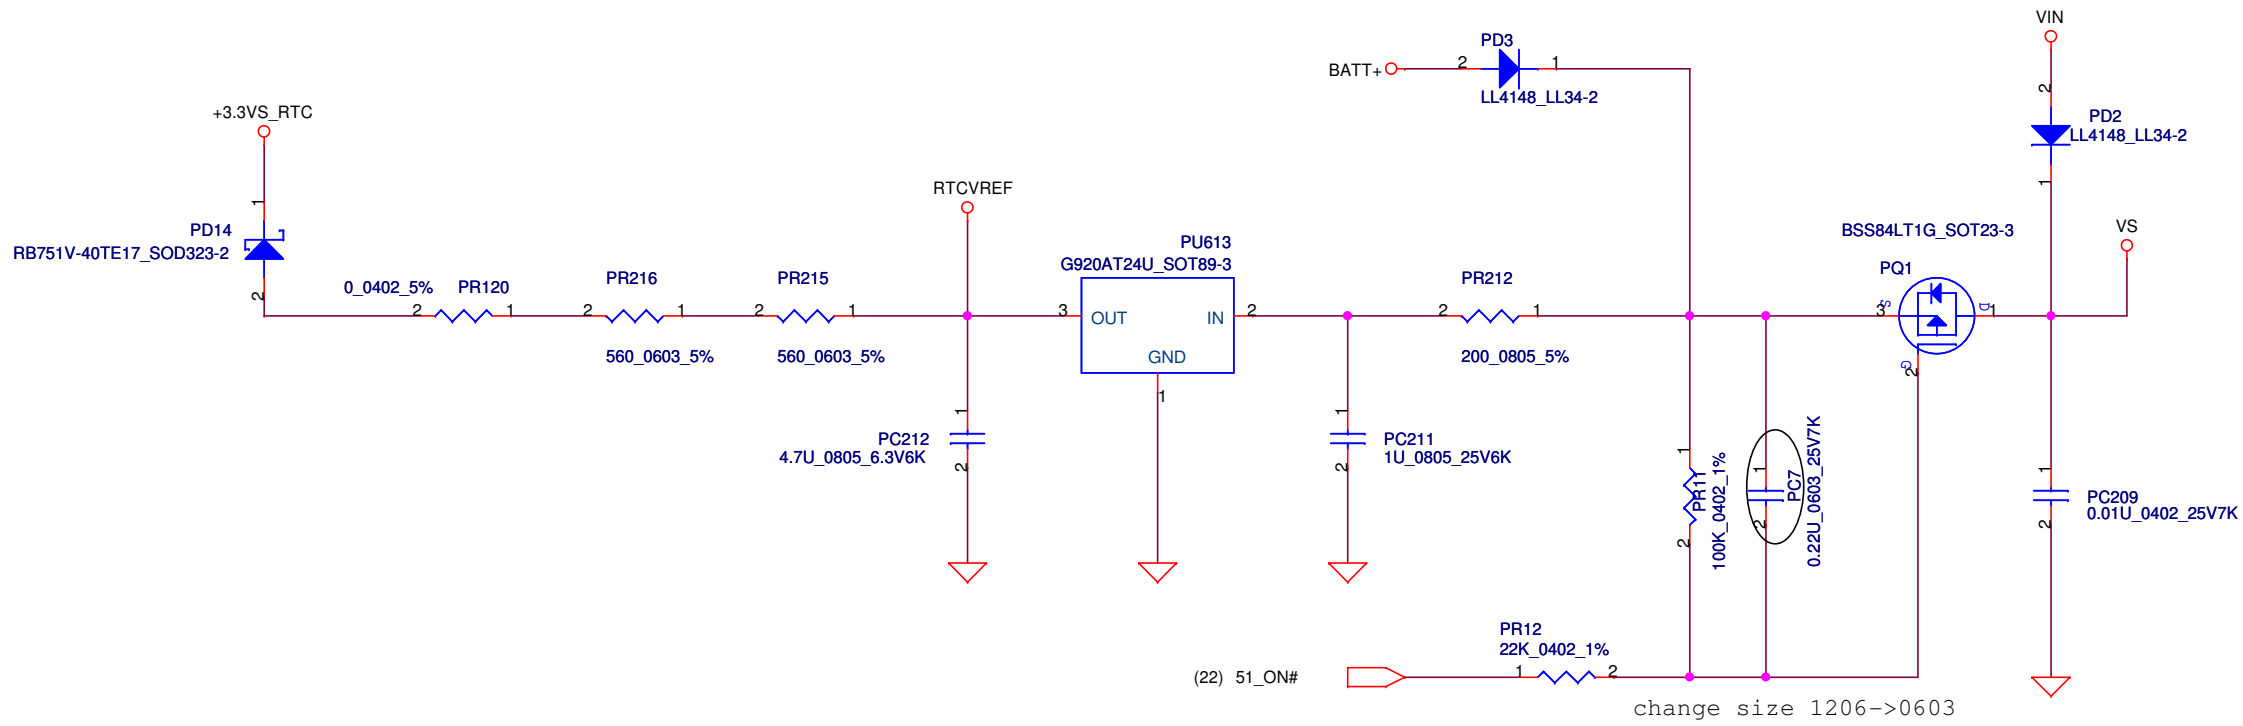 VIN
PD3
BATT+
2
1
LL4148_LL34-2
2
PD2
LL4148_LL34-2
1
+3.3VS_RTC
1
PD14
RB751V-40TE17_SOD323-2
2
RTCVREF
VS
BSS84LT1G_SOT23-3
PQ1
PU613
G920AT24U_SOT89-3
0_0402_5%
PR120
2
1
PR216
2
1
560_0603_5%
PR215
2
1
560_0603_5%
3
OUT
IN
GND
2
1
PR212
2
1
200_0805_5%
3
S
D
1
G
2
1
PC212
4.7U_0805_6.3V6K
2
1
PC211
1U_0805_25V6K
2
1
PR11
100K_0402_1%
2
1
PC7
0.22U_0603_25V7K
2
1
PC209
0.01U_0402_25V7K
2
PR12
22K_0402_1%
(22) 51_ON#
1
2
change size 1206->0603